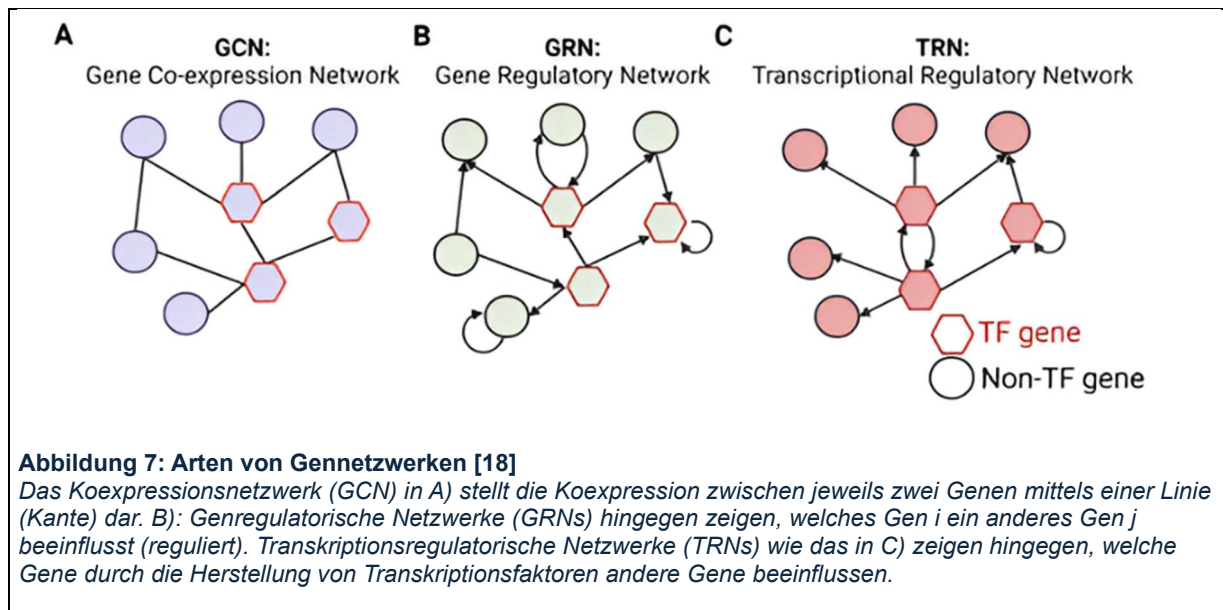 A
GCN:
Gene Co-expression Network
B
GRN:
Gene Regulatory Network
C
TRN:
Transcriptional Regulatory Network
TF gene
Non-TF gene
Abbildung 7: Arten von Gennetzwerken [18]
Das Koexpressionsnetzwerk (GCN) in A) stellt die Koexpression zwischen jeweils zwei Genen mittels einer Linie
(Kante) dar. B): Genregulatorische Netzwerke (GRNs) hingegen zeigen, welches Gen i ein anderes Gen j
beeinflusst (reguliert). Transkriptionsregulatorische Netzwerke (TRNs) wie das in C) zeigen hingegen, welche
Gene durch die Herstellung von Transkriptionsfaktoren andere Gene beeinflussen.